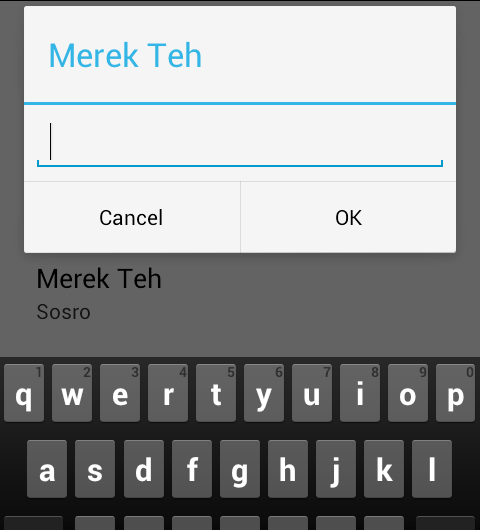 Merek Teh
Cancel OK
Merek Teh
Sosro
1 2 3 4 5 6 7 8 9 0
q w e r t y u i o p
a s d f g h j k l